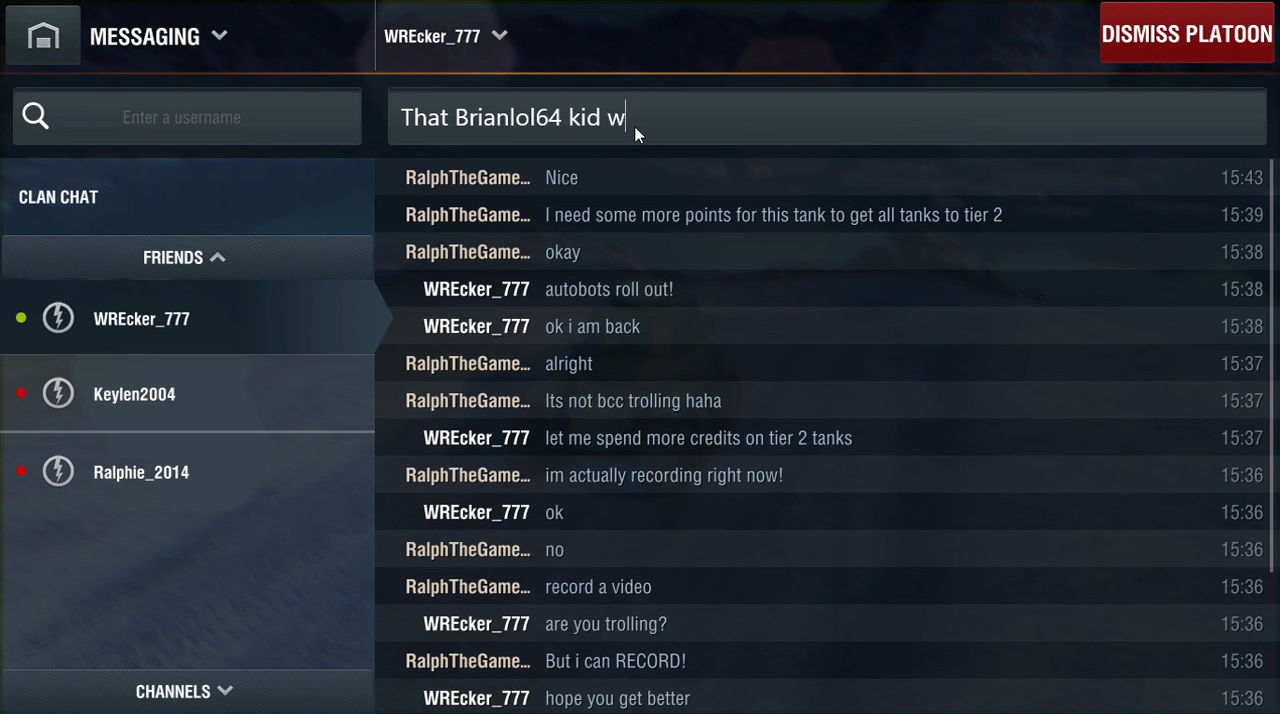 MESSAGING
WREcker_777
DISMISS PLATOON
Enter a username
That Brianlol64 kid w
CLAN CHAT
FRIENDS
WREcker_777
Keylen2004
Ralphie_2014
CHANNELS
RalphTheGame... Nice 15:43
RalphTheGame... I need some more points for this tank to get all tanks to tier 2 15:39
RalphTheGame... okay 15:38
WREcker_777 autobots roll out! 15:38
WREcker_777 ok i am back 15:38
RalphTheGame... alright 15:37
RalphTheGame... Its not bcc trolling haha 15:37
WREcker_777 let me spend more credits on tier 2 tanks 15:37
RalphTheGame... im actually recording right now! 15:36
WREcker_777 ok 15:36
RalphTheGame... no 15:36
RalphTheGame... record a video 15:36
WREcker_777 are you trolling? 15:36
RalphTheGame... But i can RECORD! 15:36
WREcker_777 hope you get better 15:36